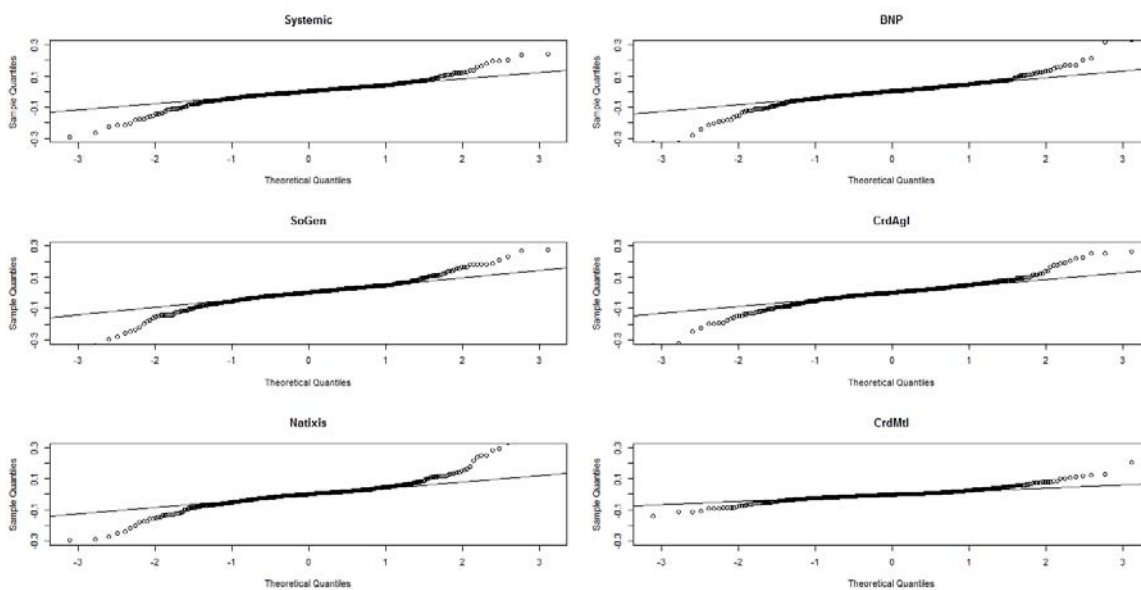 Systemic
Sample Quantiles
0.3
0.1
-0.1
-0.3
-3 -2 -1 0 1 2 3
Theoretical Quantiles
BNP
Sample Quantiles
0.3
0.1
-0.1
-0.3
-3 -2 -1 0 1 2 3
Theoretical Quantiles
SoGen
Sample Quantiles
0.3
0.1
-0.1
-0.3
-3 -2 -1 0 1 2 3
Theoretical Quantiles
CrdAgl
Sample Quantiles
0.3
0.1
-0.1
-0.3
-3 -2 -1 0 1 2 3
Theoretical Quantiles
Natixis
Sample Quantiles
0.3
0.1
-0.1
-0.3
-3 -2 -1 0 1 2 3
Theoretical Quantiles
CrdMtl
Sample Quantiles
0.3
0.1
-0.1
-0.3
-3 -2 -1 0 1 2 3
Theoretical Quantiles